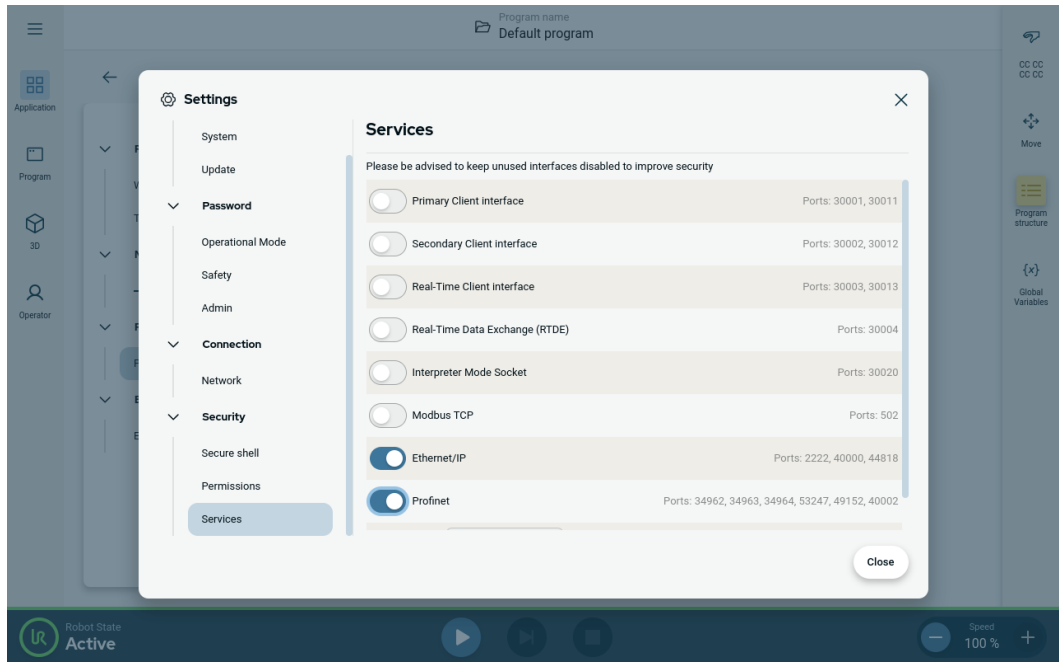 Program name
Default program
Application
Program
3D
Operator
Settings
System
Update
Password
Operational Mode
Safety
Admin
Connection
Network
Security
Secure shell
Permissions
Services
Services
Please be advised to keep unused interfaces disabled to improve security
Primary Client interface Ports: 30001, 30011
Secondary Client interface Ports: 30002, 30012
Real-Time Client interface Ports: 30003, 30013
Real-Time Data Exchange (RTDE) Ports: 30004
Interpreter Mode Socket Ports: 30020
Modbus TCP Ports: 502
Ethernet/IP Ports: 2222, 40000, 44818
Profinet Ports: 34962, 34963, 34964, 53247, 49152, 40002
Close
CC CC
CC CC
Move
Program
structure
{x}
Global
Variables
UR
Robot State
Active
Speed
100 %